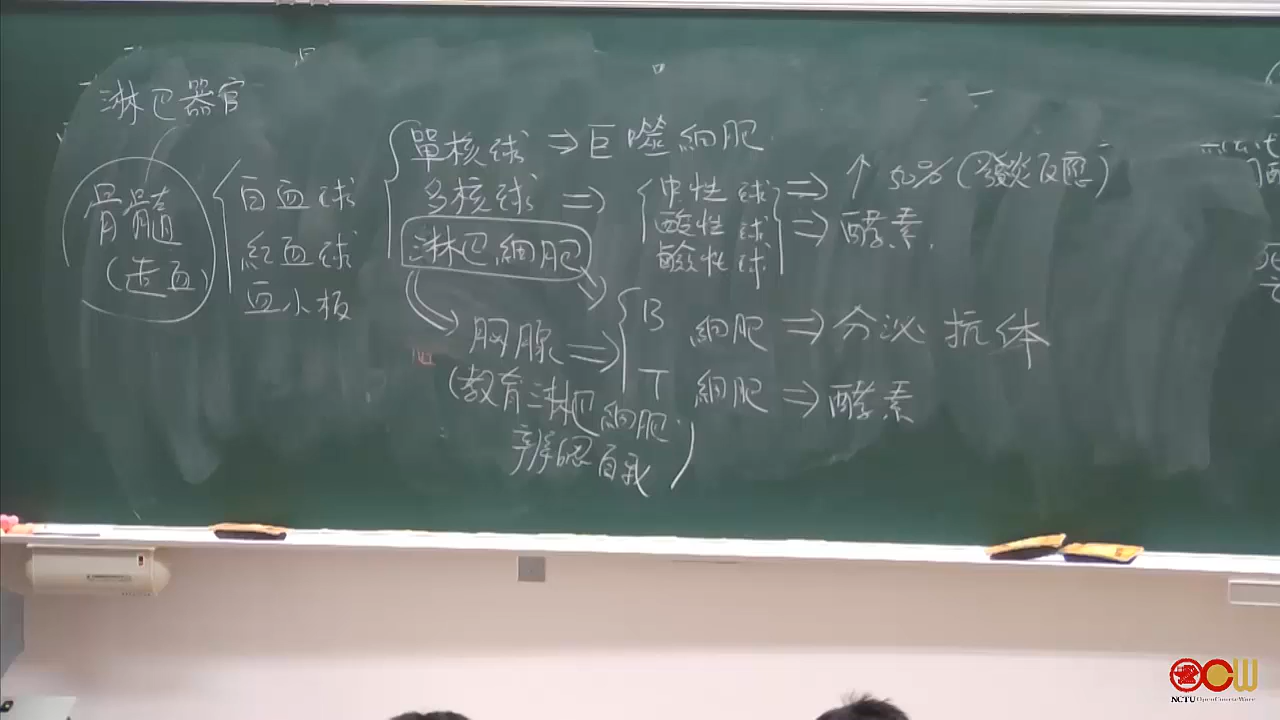 淋巴器官
骨髓
(造血)
白血球
紅血球
血小板
單核球 ⇒ 巨噬細胞
多核球 ⇒
淋巴細胞
中性球 ⇒ ↑ 50% (發炎反應)
酸性球 ⇒ 酵素
鹼性球
胸腺 ⇒
(教育淋巴細胞
辨認自我)
B 細胞 ⇒ 分泌 抗体
T 細胞 ⇒ 酵素
OCW
NCTU OpenCourseWare